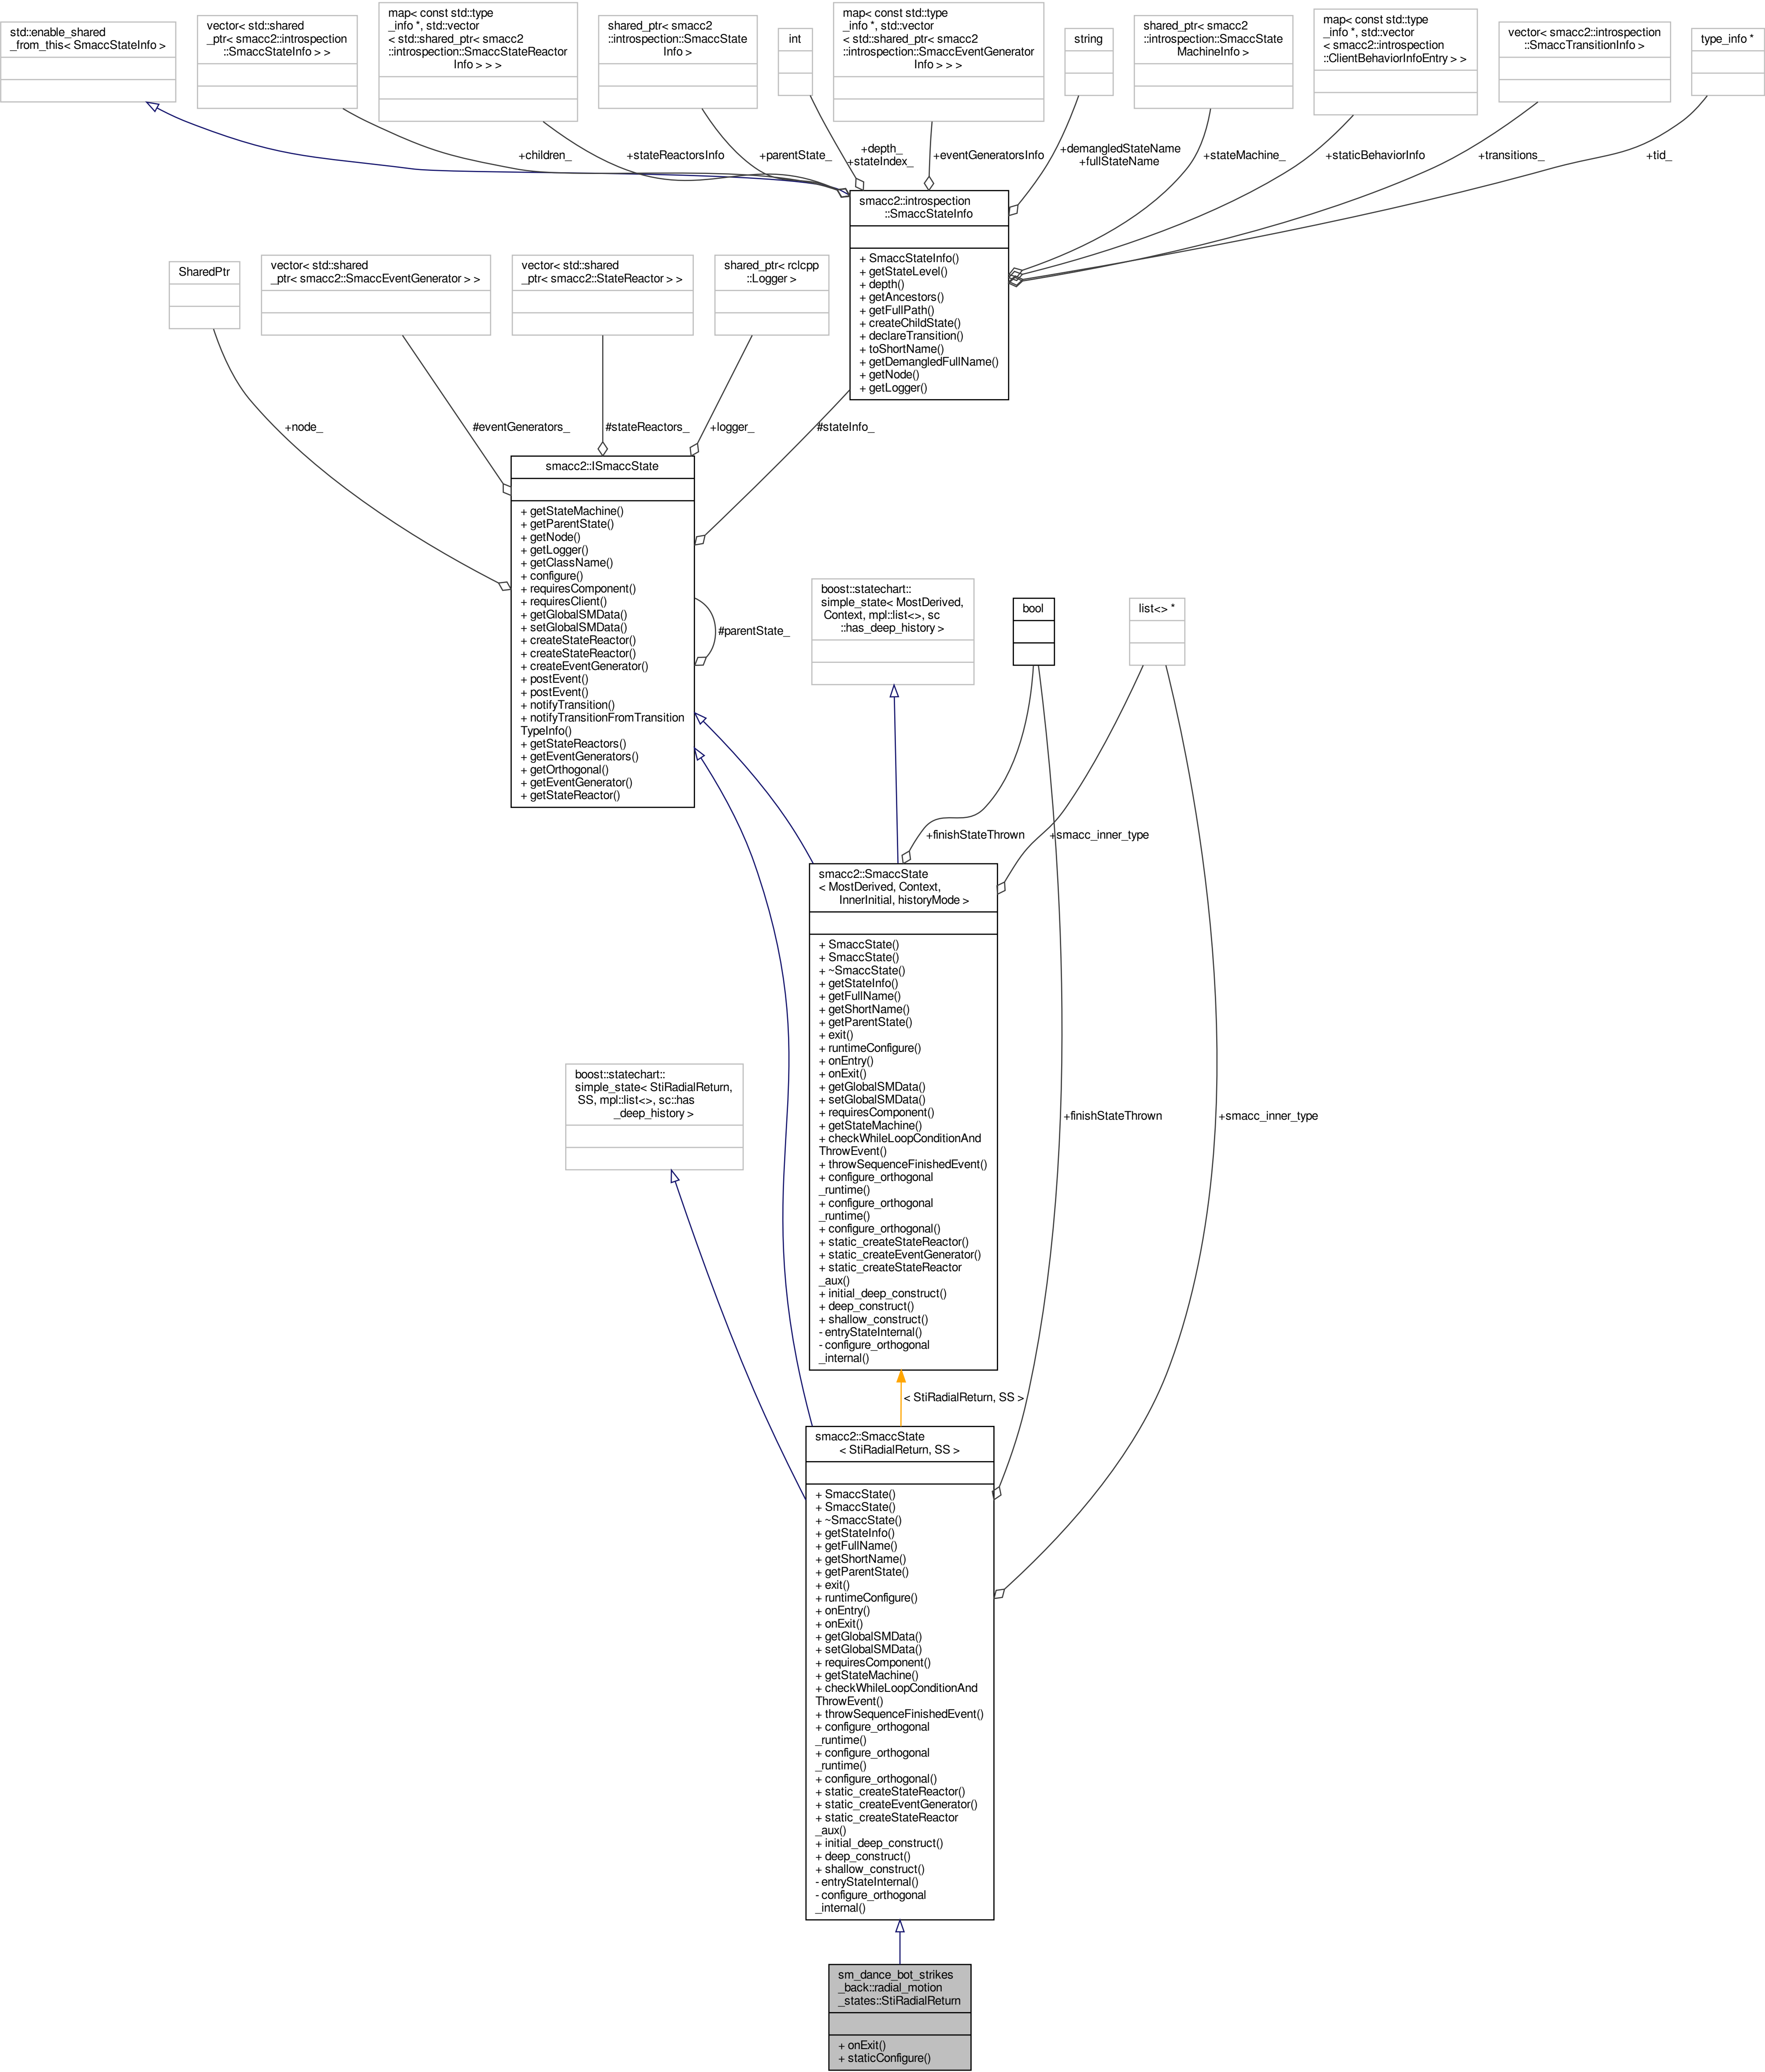 std::enable_shared
_from_this< SmaccStateInfo >
vector< std::shared
_ptr< smacc2::introspection
::SmaccStateInfo > >
map< const std::type
_info *, std::vector
< std::shared_ptr< smacc2
::introspection::SmaccStateReactor
Info > > >
shared_ptr< smacc2
::introspection::SmaccState
Info >
int
map< const std::type
_info *, std::vector
< std::shared_ptr< smacc2
::introspection::SmaccEventGenerator
Info > > >
string
shared_ptr< smacc2
::introspection::SmaccState
MachineInfo >
map< const std::type
_info *, std::vector
< smacc2::introspection
::ClientBehaviorInfoEntry > >
vector< smacc2::introspection
::SmaccTransitionInfo >
type_info *
+children_
+stateReactorsInfo
+parentState_
+depth_
+stateIndex_
+eventGeneratorsInfo
+demangledStateName
+fullStateName
+stateMachine_
+staticBehaviorInfo
+transitions_
+tid_
smacc2::introspection
::SmaccStateInfo
+ SmaccStateInfo()
+ getStateLevel()
+ depth()
+ getAncestors()
+ getFullPath()
+ createChildState()
+ declareTransition()
+ toShortName()
+ getDemangledFullName()
+ getNode()
+ getLogger()
SharedPtr
vector< std::shared
_ptr< smacc2::SmaccEventGenerator > >
vector< std::shared
_ptr< smacc2::StateReactor > >
shared_ptr< rclcpp
::Logger >
+node_
#eventGenerators_
#stateReactors_
+logger_
#stateInfo_
smacc2::ISmaccState
+ getStateMachine()
+ getParentState()
+ getNode()
+ getLogger()
+ getClassName()
+ configure()
+ requiresComponent()
+ requiresClient()
+ getGlobalSMData()
+ setGlobalSMData()
+ createStateReactor()
+ createStateReactor()
+ createEventGenerator()
+ postEvent()
+ postEvent()
+ notifyTransition()
+ notifyTransitionFromTransition
TypeInfo()
+ getStateReactors()
+ getEventGenerators()
+ getOrthogonal()
+ getEventGenerator()
+ getStateReactor()
#parentState_
boost::statechart::
simple_state< MostDerived,
Context, mpl::list<>, sc
::has_deep_history >
bool
list<> *
+finishStateThrown
+smacc_inner_type
smacc2::SmaccState
< MostDerived, Context,
InnerInitial, historyMode >
+ SmaccState()
+ SmaccState()
+ ~SmaccState()
+ getStateInfo()
+ getFullName()
+ getShortName()
+ getParentState()
+ exit()
+ runtimeConfigure()
+ onEntry()
+ onExit()
+ getGlobalSMData()
+ setGlobalSMData()
+ requiresComponent()
+ getStateMachine()
+ checkWhileLoopConditionAnd
ThrowEvent()
+ throwSequenceFinishedEvent()
+ configure_orthogonal
_runtime()
+ configure_orthogonal
_runtime()
+ configure_orthogonal()
+ static_createStateReactor()
+ static_createEventGenerator()
+ static_createStateReactor
_aux()
+ initial_deep_construct()
+ deep_construct()
+ shallow_construct()
- entryStateInternal()
- configure_orthogonal
_internal()
boost::statechart::
simple_state< StiRadialReturn,
SS, mpl::list<>, sc::has
_deep_history >
+finishStateThrown
+smacc_inner_type
< StiRadialReturn, SS >
smacc2::SmaccState
< StiRadialReturn, SS >
+ SmaccState()
+ SmaccState()
+ ~SmaccState()
+ getStateInfo()
+ getFullName()
+ getShortName()
+ getParentState()
+ exit()
+ runtimeConfigure()
+ onEntry()
+ onExit()
+ getGlobalSMData()
+ setGlobalSMData()
+ requiresComponent()
+ getStateMachine()
+ checkWhileLoopConditionAnd
ThrowEvent()
+ throwSequenceFinishedEvent()
+ configure_orthogonal
_runtime()
+ configure_orthogonal
_runtime()
+ configure_orthogonal()
+ static_createStateReactor()
+ static_createEventGenerator()
+ static_createStateReactor
_aux()
+ initial_deep_construct()
+ deep_construct()
+ shallow_construct()
- entryStateInternal()
- configure_orthogonal
_internal()
sm_dance_bot_strikes
_back::radial_motion
_states::StiRadialReturn
+ onExit()
+ staticConfigure()